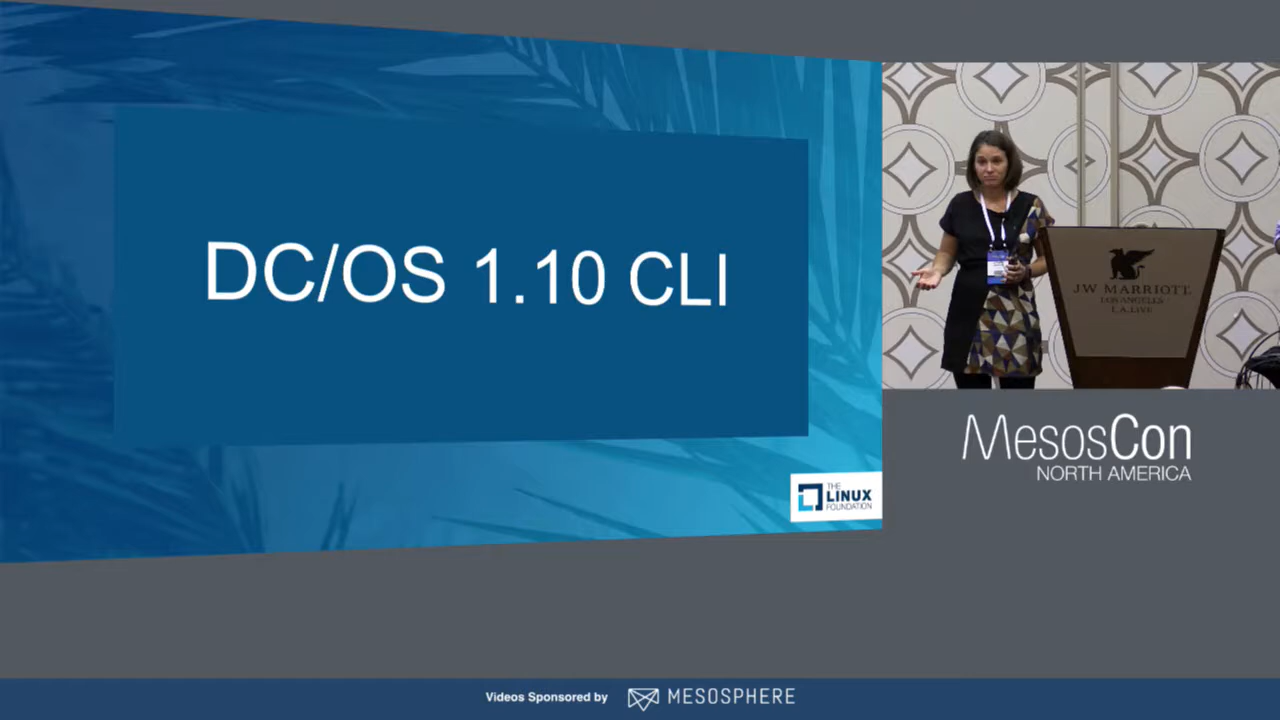 DC/OS 1.10 CLI
THE
LINUX
FOUNDATION
JW MARRIOTT
LOS ANGELES
L.A. LIVE
MesosCon
NORTH AMERICA
Videos Sponsored by
MESOSPHERE